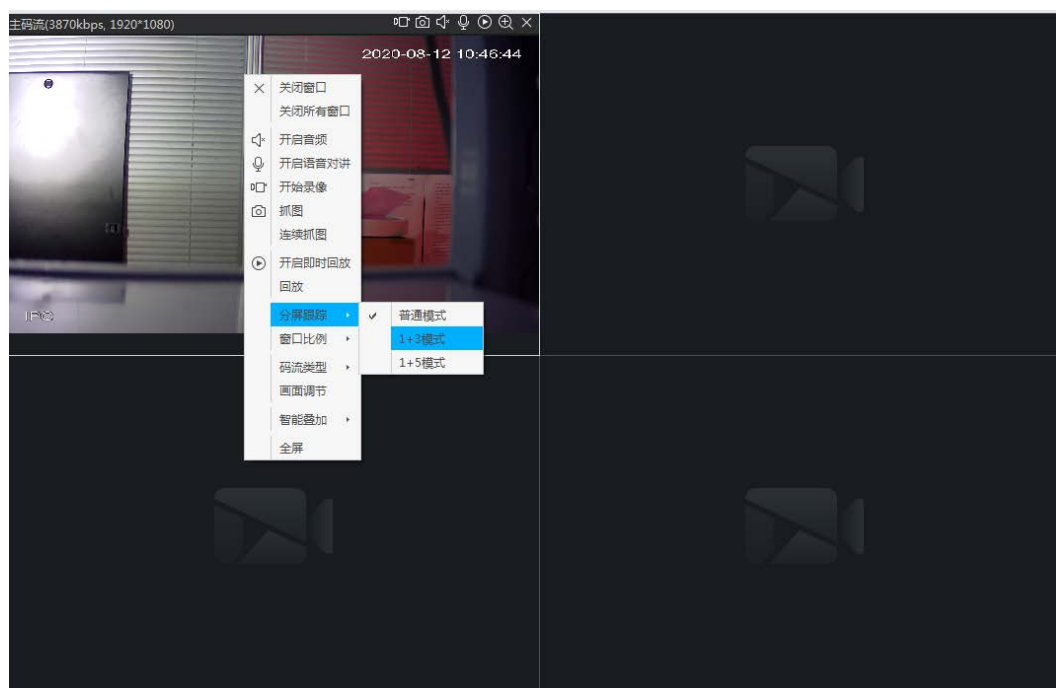 主码流(3870kbps, 1920*1080)
2020-08-12 10:46:44
关闭窗口
关闭所有窗口
开启音频
开启语音对讲
开始录像
抓图
连续抓图
开启即时回放
回放
分屏跟踪
普通模式
窗口比例
1+3模式
码流类型
1+5模式
画面调节
智能叠加
全屏
IPC